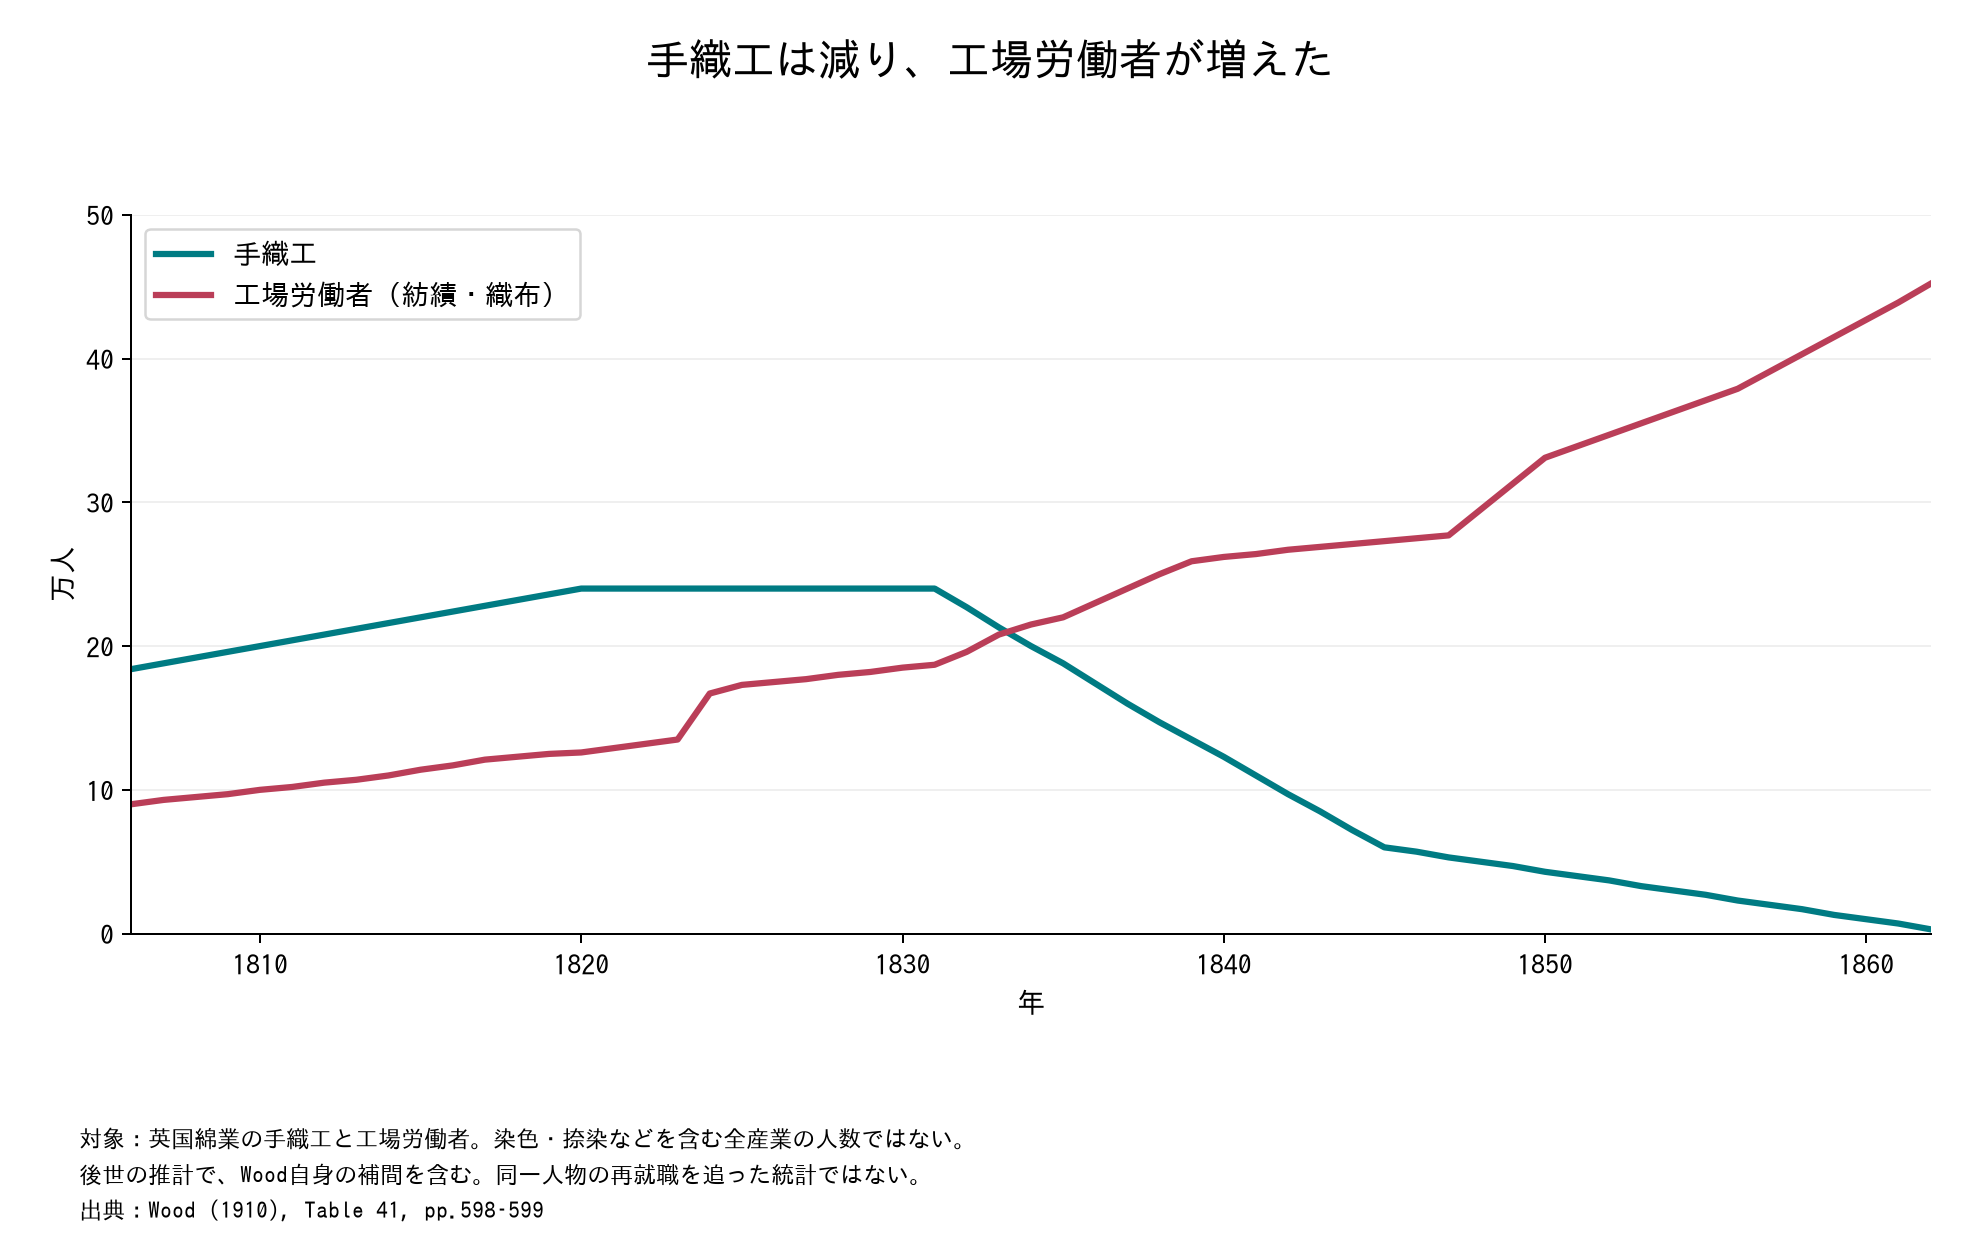 手織工は減り、工場労働者が増えた
50
40
30
20
10
0
万人
手織工
工場労働者（紡績・織布）
1810
1820
1830
1840
1850
1860
年
対象：英国綿業の手織工と工場労働者。染色・捺染などを含む全産業の人数ではない。
後世の推計で、Wood自身の補間を含む。同一人物の再就職を追った統計ではない。
出典：Wood (1910), Table 41, pp.598-599